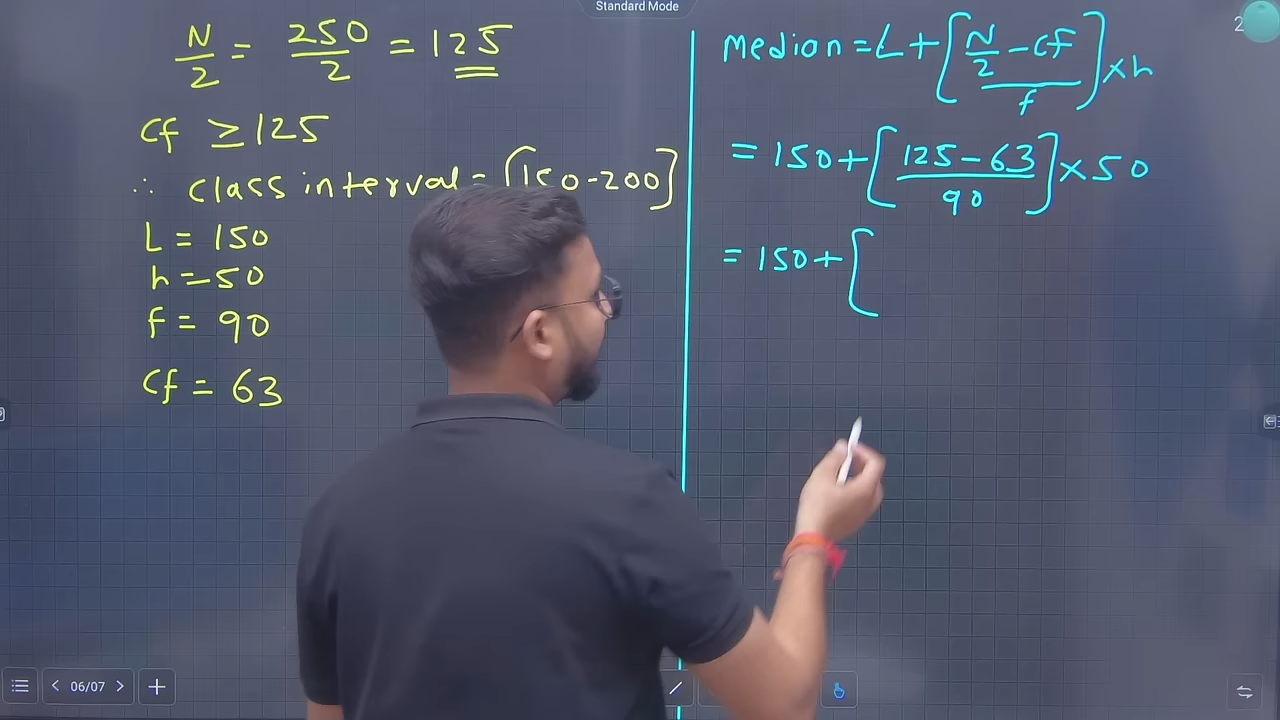 Standard Mode
2
N/2 = 250/2 = 125
Cf ≥ 125
∴ class interval = [150-200]
L = 150
h = 50
f = 90
Cf = 63
Median = L + [N/2 - Cf / f] × h
= 150 + [125 - 63 / 90] × 50
= 150 + [
06/07